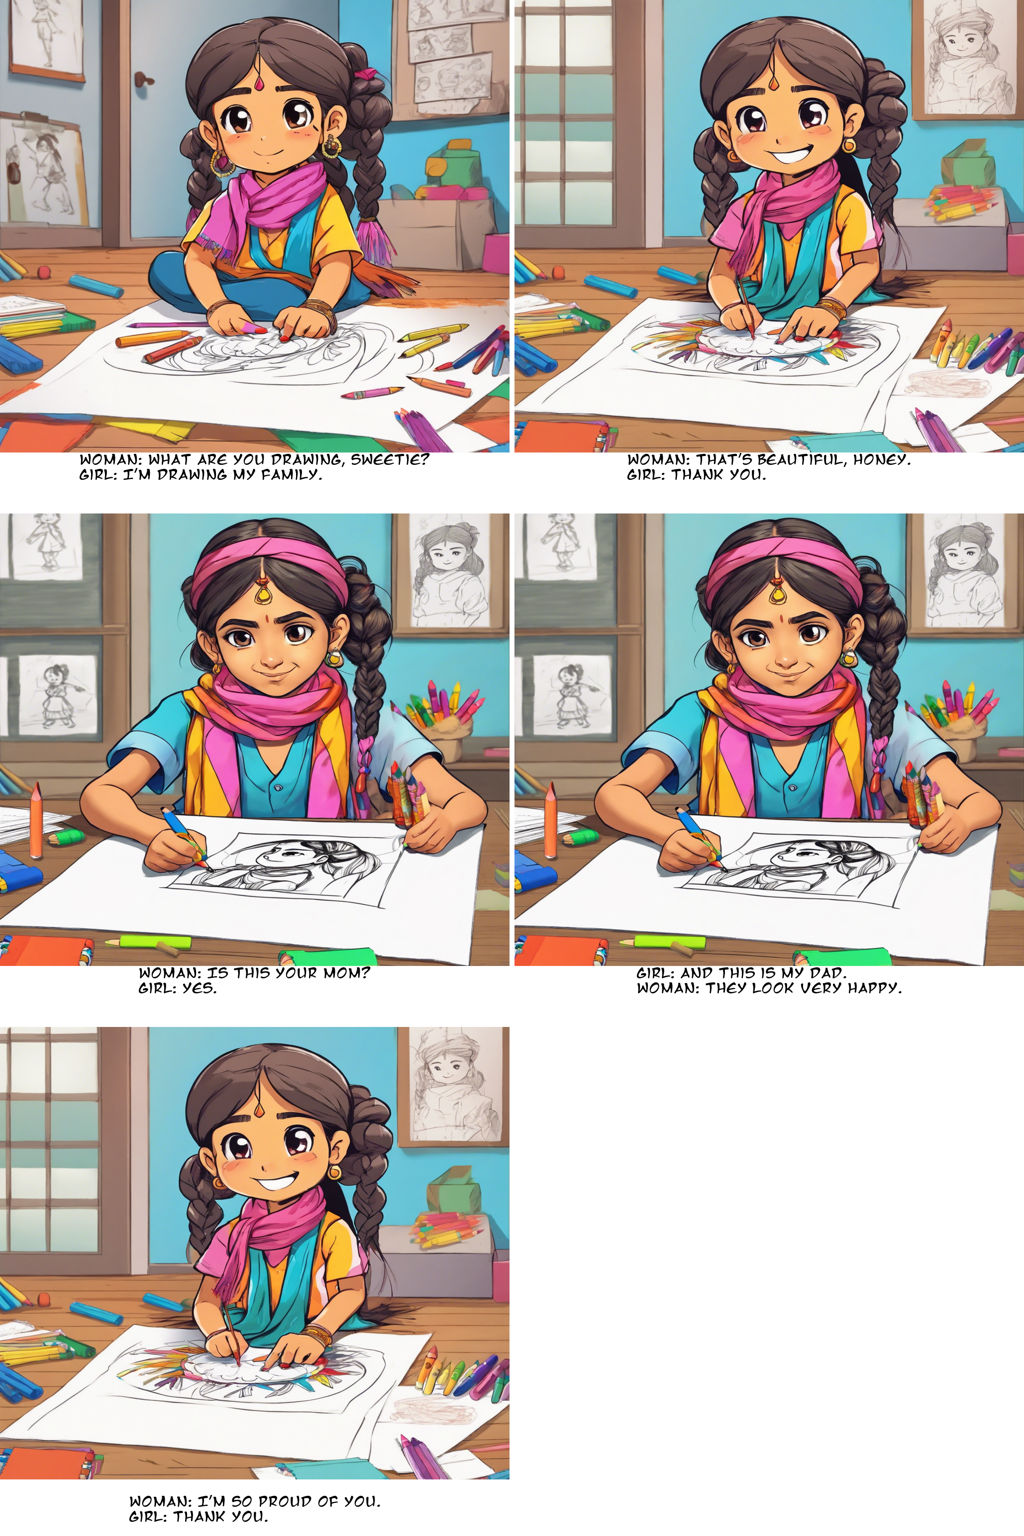 WOMAN: WHAT ARE YOU DRAWING, SWEETIE?
GIRL: I'M DRAWING MY FAMILY.
WOMAN: THAT'S BEAUTIFUL, HONEY.
GIRL: THANK YOU.
WOMAN: IS THIS YOUR MOM?
GIRL: YES.
GIRL: AND THIS IS MY DAD.
WOMAN: THEY LOOK VERY HAPPY.
WOMAN: I'M SO PROUD OF YOU.
GIRL: THANK YOU.